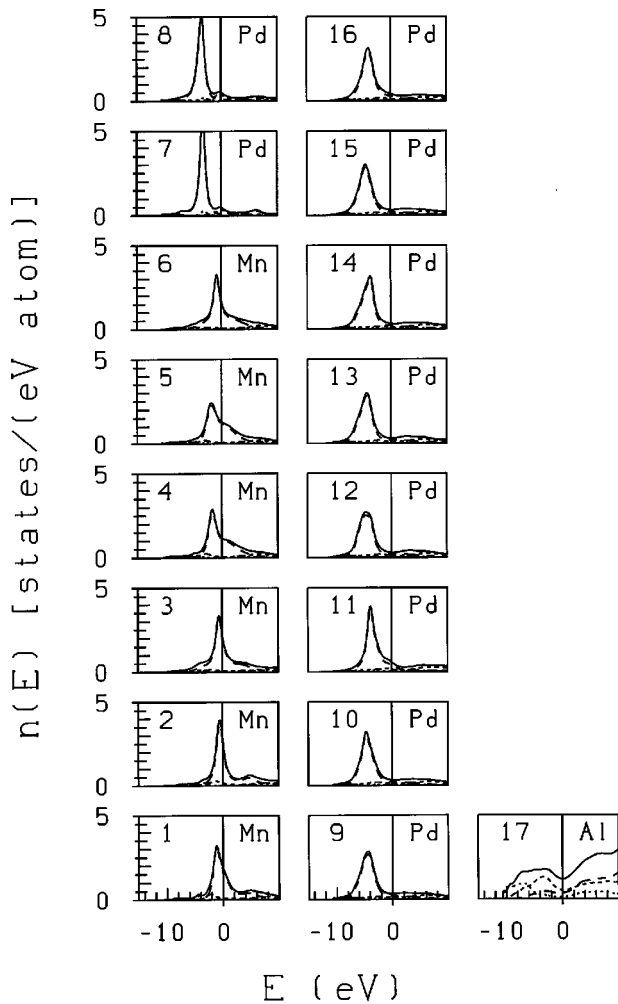 n(E) [states/(eV atom)]
5 8 Pd 16 Pd
0
5 7 Pd 15 Pd
0
5 6 Mn 14 Pd
0
5 5 Mn 13 Pd
0
5 4 Mn 12 Pd
0
5 3 Mn 11 Pd
0
5 2 Mn 10 Pd
0
5 1 Mn 9 Pd 17 Al
0
-10 0 -10 0 -10 0
E (eV)